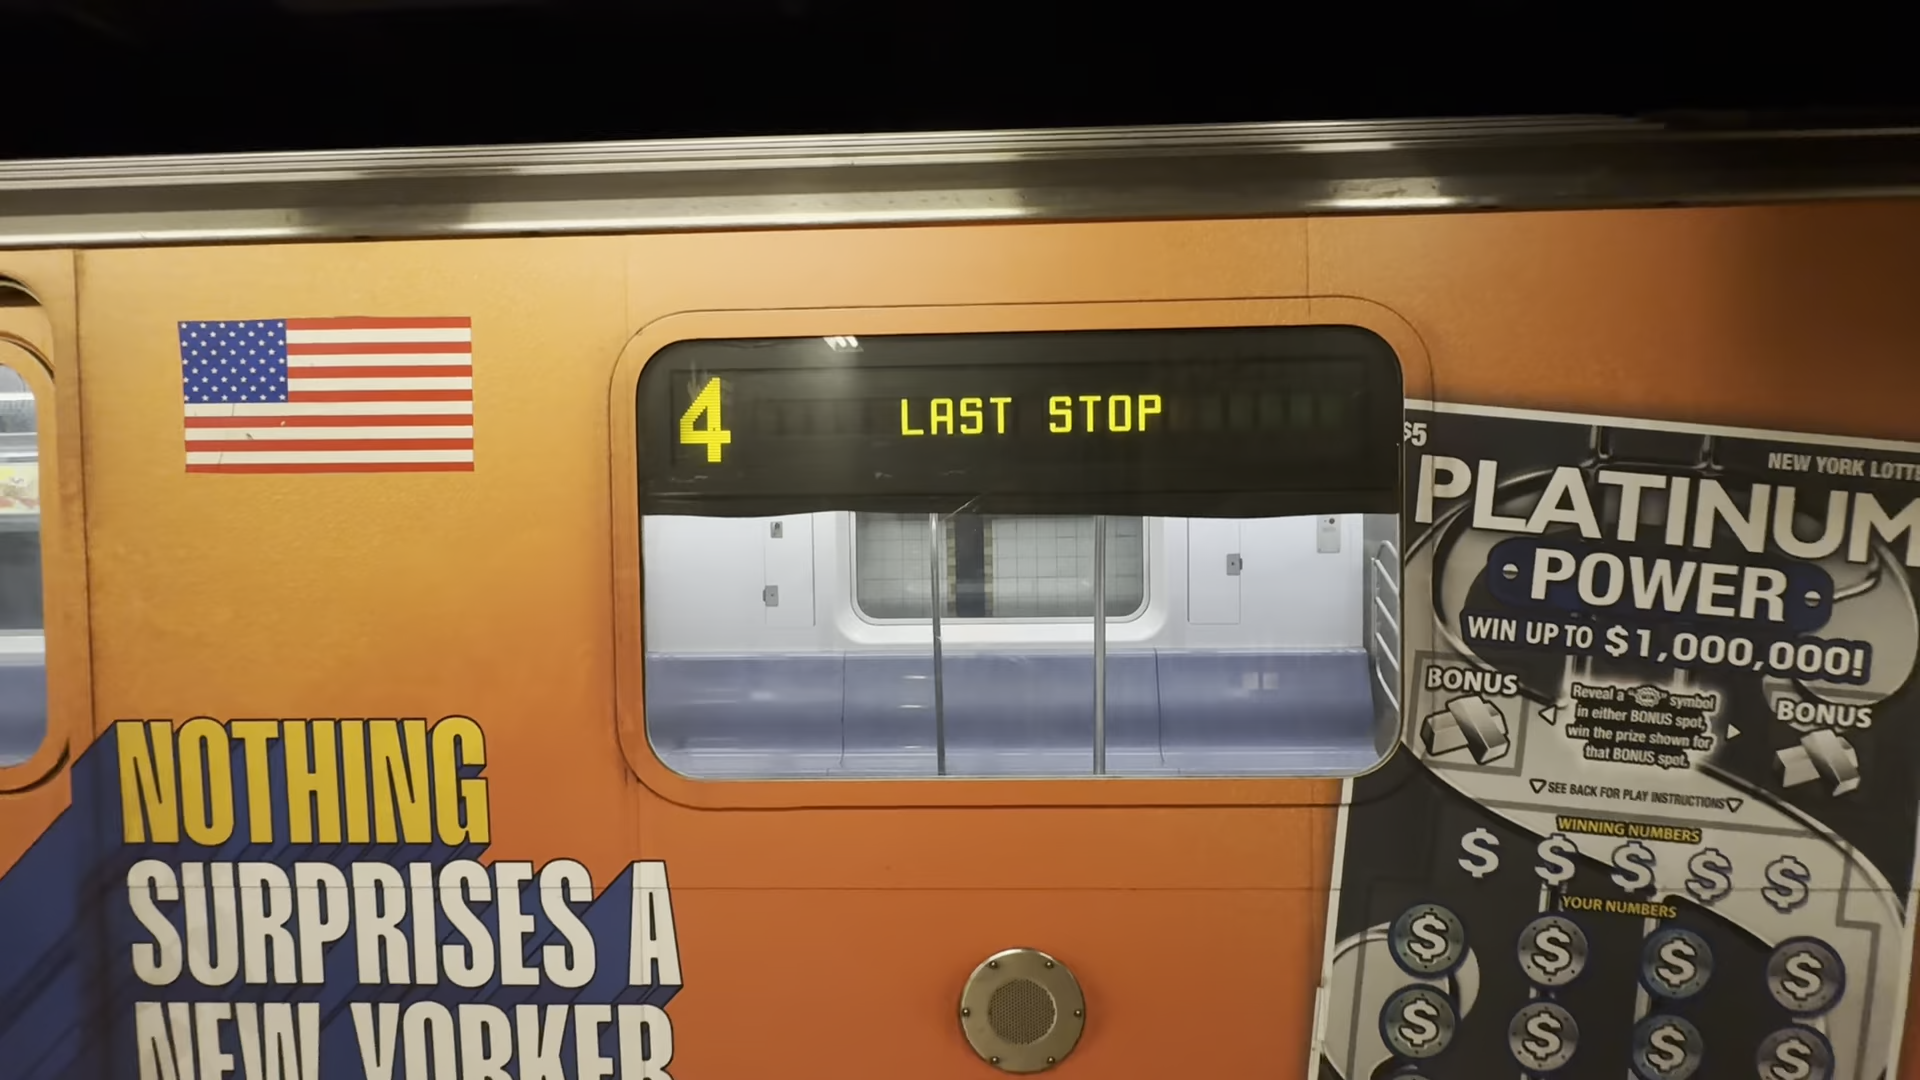 4 LAST STOP
NOTHING
SURPRISES A
NEW YORKER
$5
NEW YORK
PLATINUM
POWER
WIN UP TO $1,000,000!
BONUS
Reveal a " " symbol
in either BONUS spot,
win the prize shown for
that BONUS spot.
BONUS
SEE BACK FOR PLAY INSTRUCTIONS
WINNING NUMBERS
$ $ $ $ $
YOUR NUMBERS
$ $ $ $
$ $ $ $